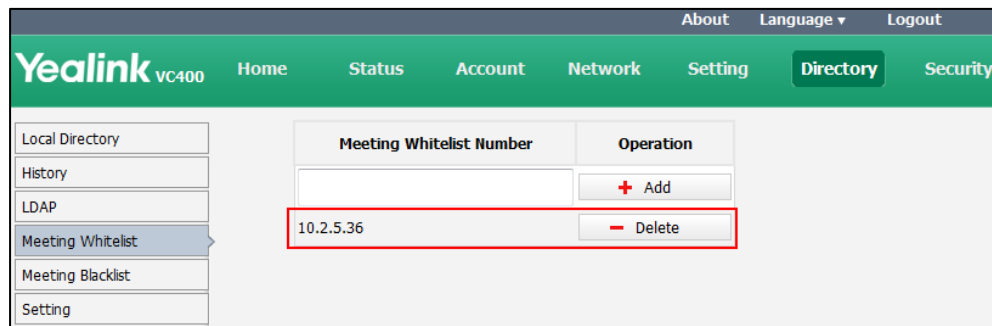 About Language ▾ Logout
Yealink VC400 Home Status Account Network Setting Directory Security
Local Directory
History
LDAP
Meeting Whitelist
Meeting Blacklist
Setting
Meeting Whitelist Number Operation
+ Add
10.2.5.36 − Delete